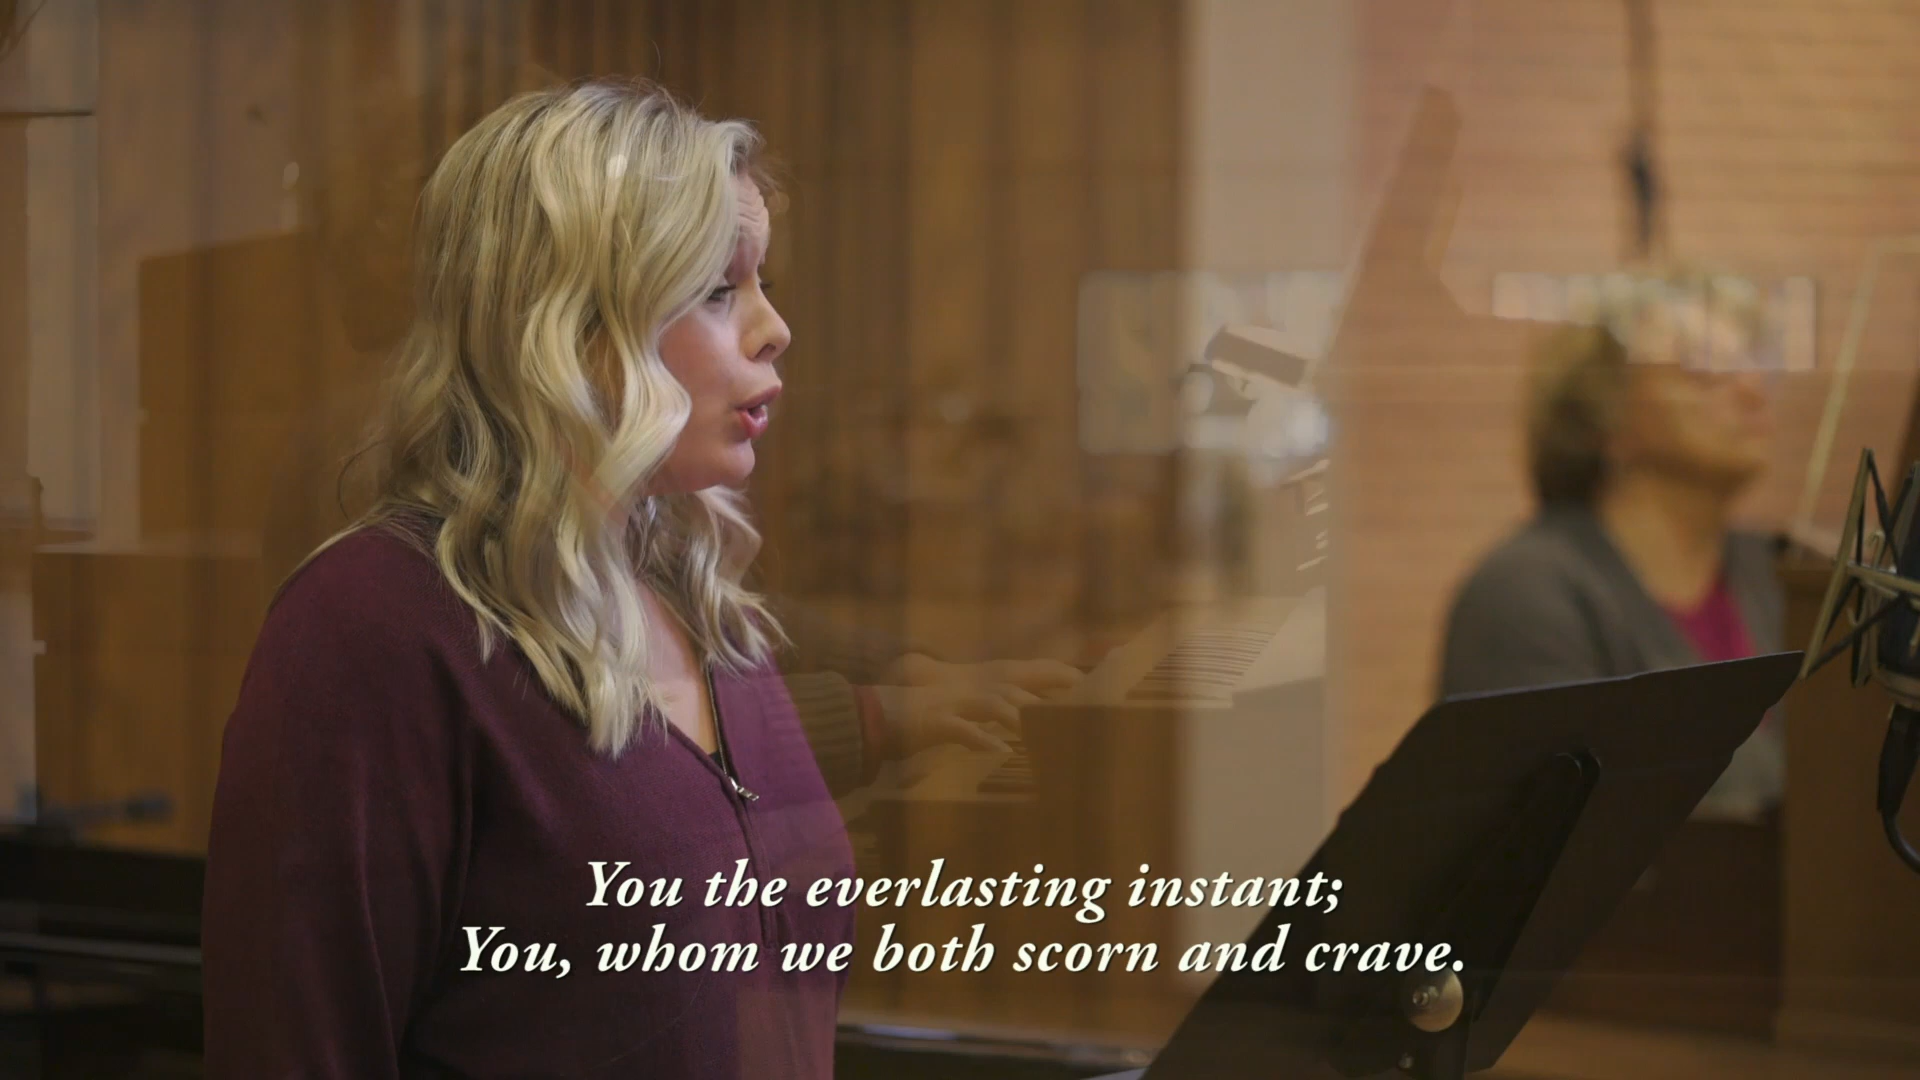 You the everlasting instant;
You, whom we both scorn and crave.